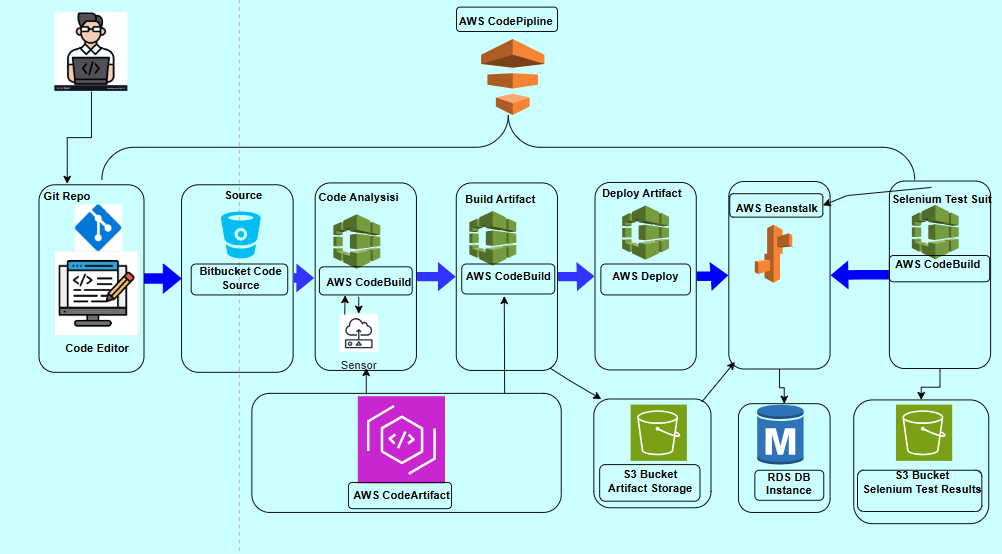 AWS CodePipline
Git Repo
Code Editor
Source
Bitbucket Code
Source
Code Analysisi
AWS CodeBuild
Sensor
Build Artifact
AWS CodeBuild
Deploy Artifact
AWS Deploy
AWS Beanstalk
Selenium Test Suit
AWS CodeBuild
AWS CodeArtifact
S3 Bucket
Artifact Storage
M
RDS DB
Instance
S3 Bucket
Selenium Test Results